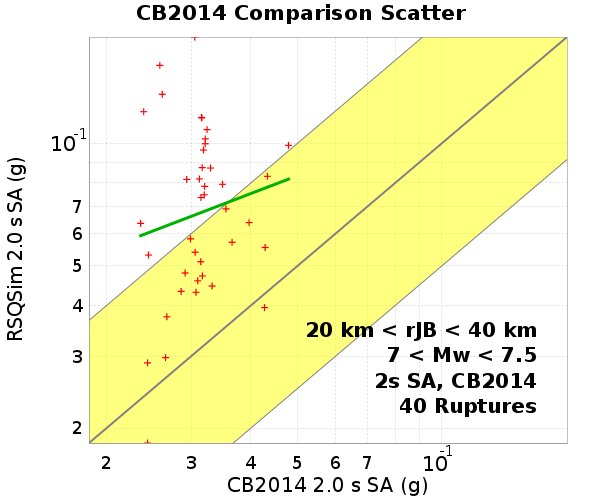 CB2014 Comparison Scatter
RSQSim 2.0 s SA (g)
10-1
7
6
5
4
3
2
20 km < rJB < 40 km
7 < Mw < 7.5
2s SA, CB2014
40 Ruptures
2 3 4 5 6 7 10-1
CB2014 2.0 s SA (g)